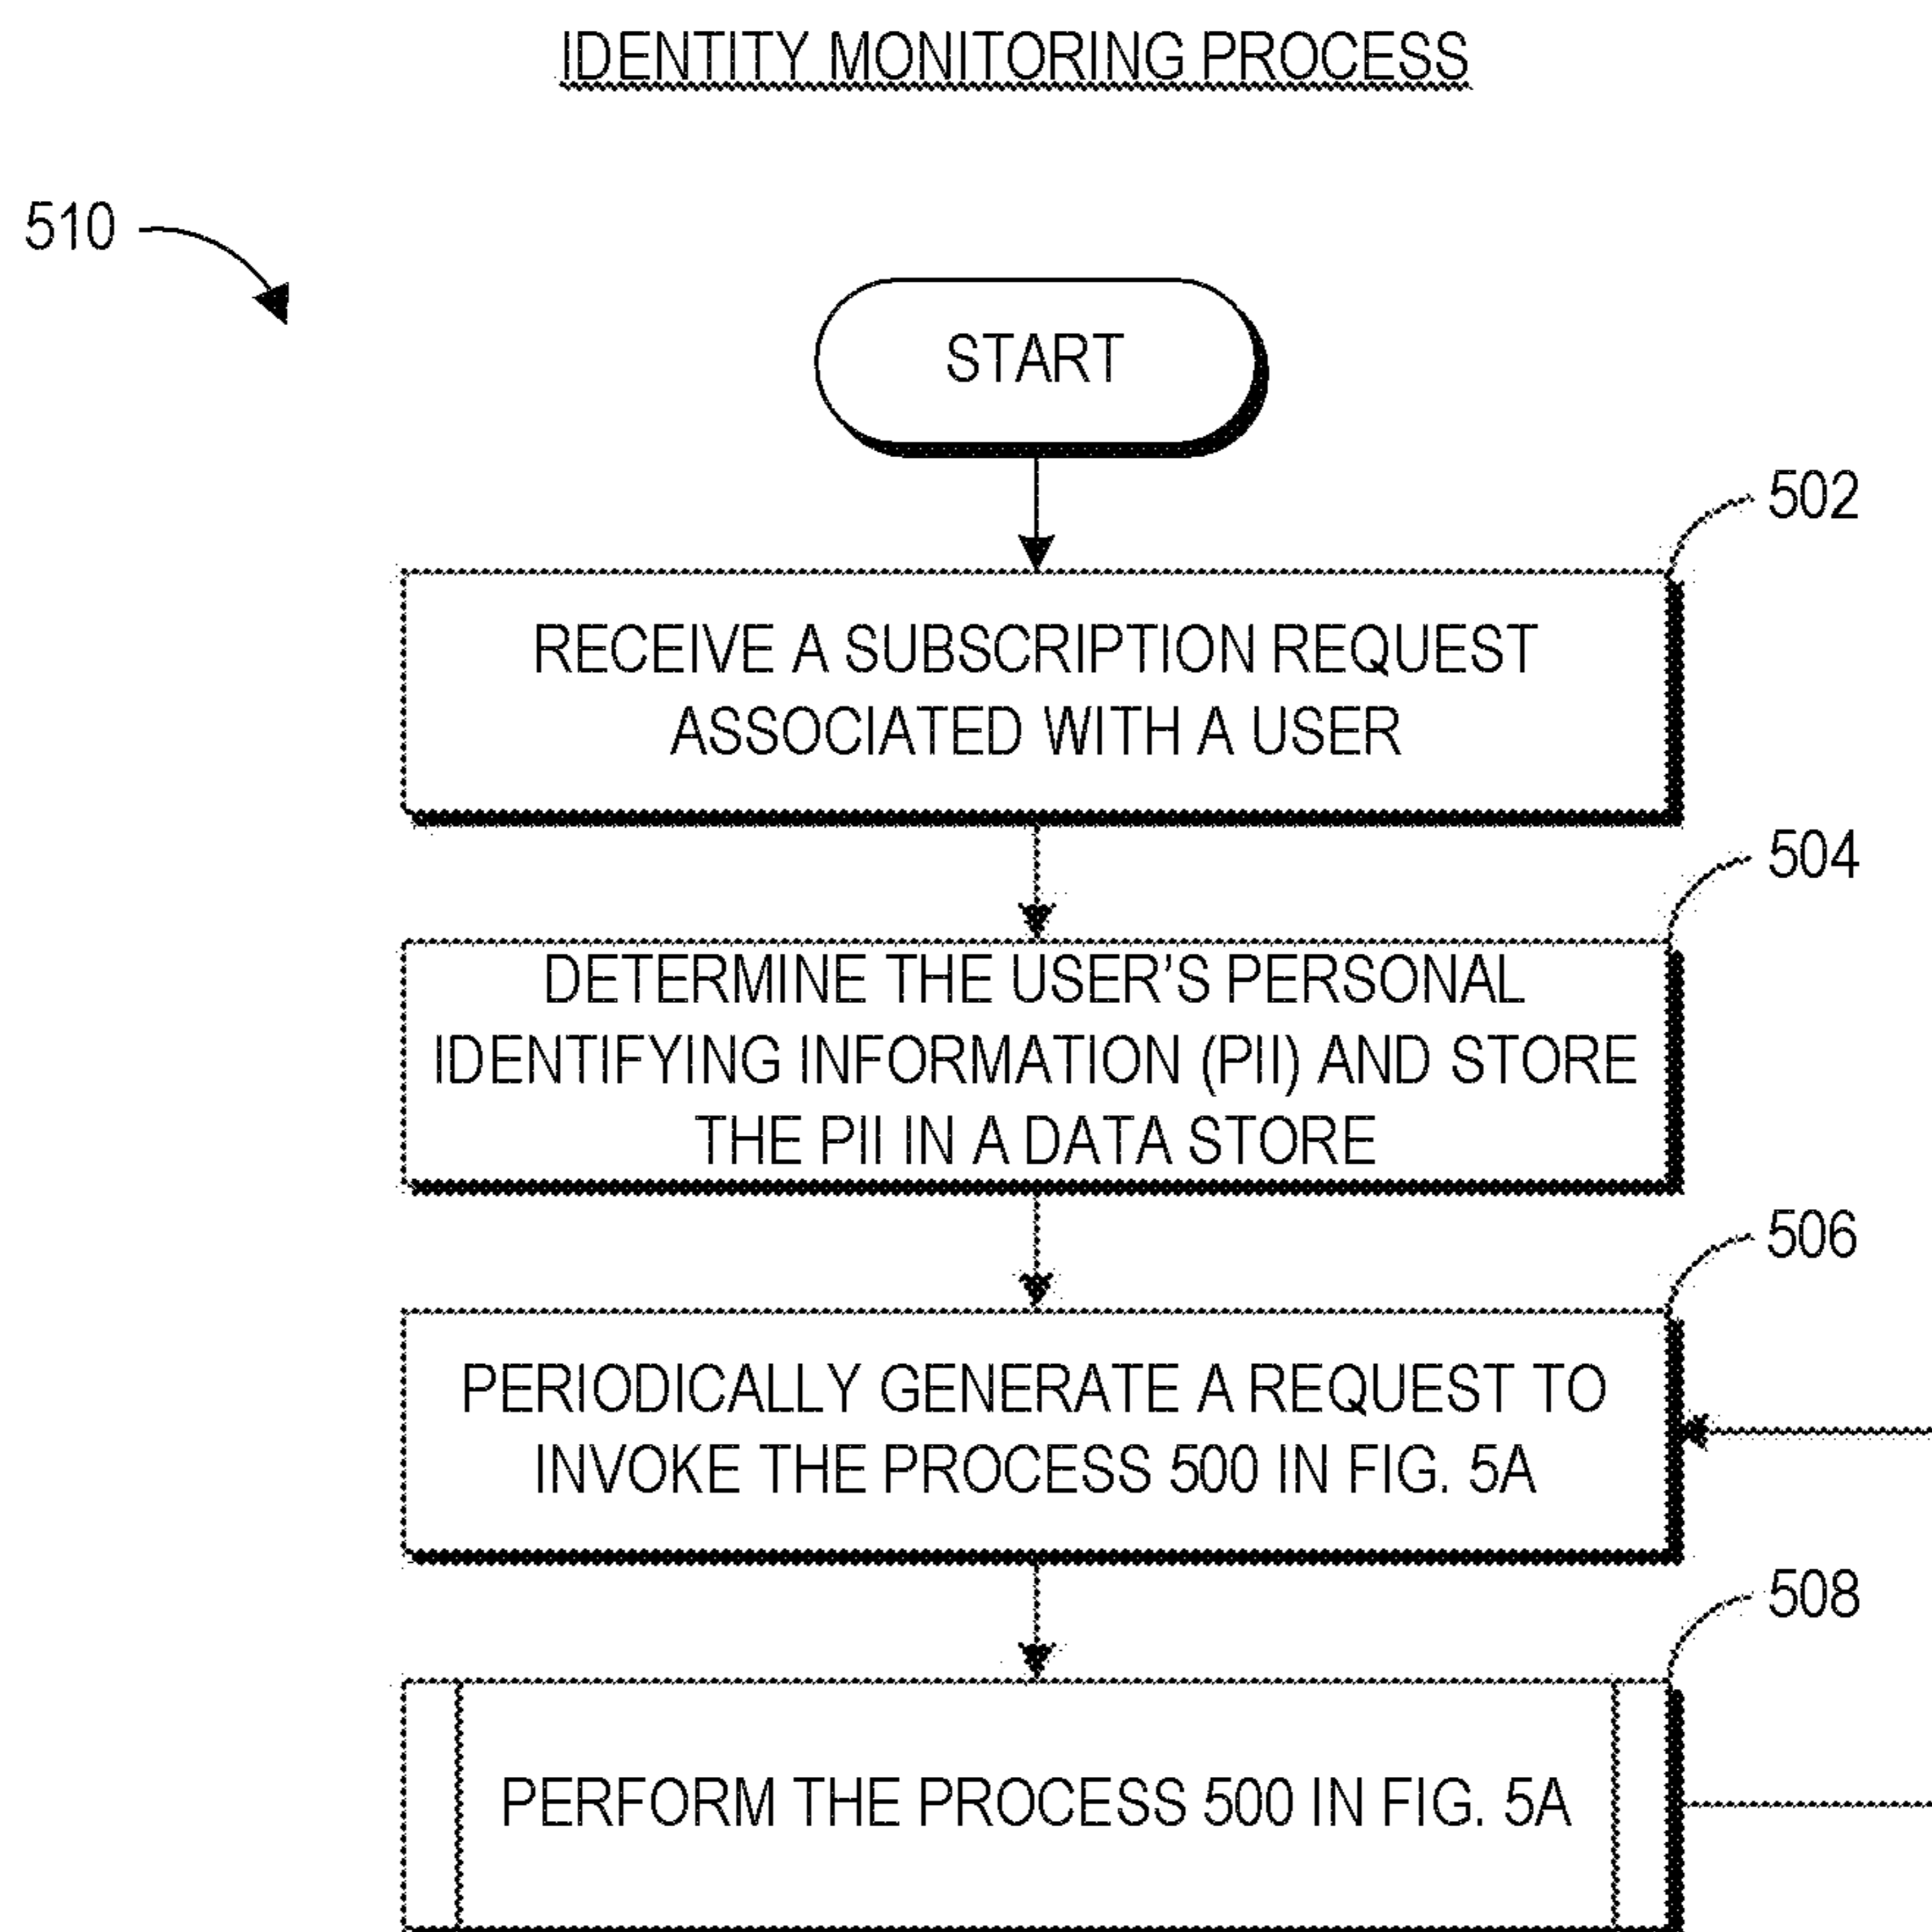 IDENTITY MONITORING PROCESS
510
START
502
RECEIVE A SUBSCRIPTION REQUEST
ASSOCIATED WITH A USER
504
DETERMINE THE USER’S PERSONAL
IDENTIFYING INFORMATION (PII) AND STORE
THE PII IN A DATA STORE
506
PERIODICALLY GENERATE A REQUEST TO
INVOKE THE PROCESS 500 IN FIG. 5A
508
PERFORM THE PROCESS 500 IN FIG. 5A